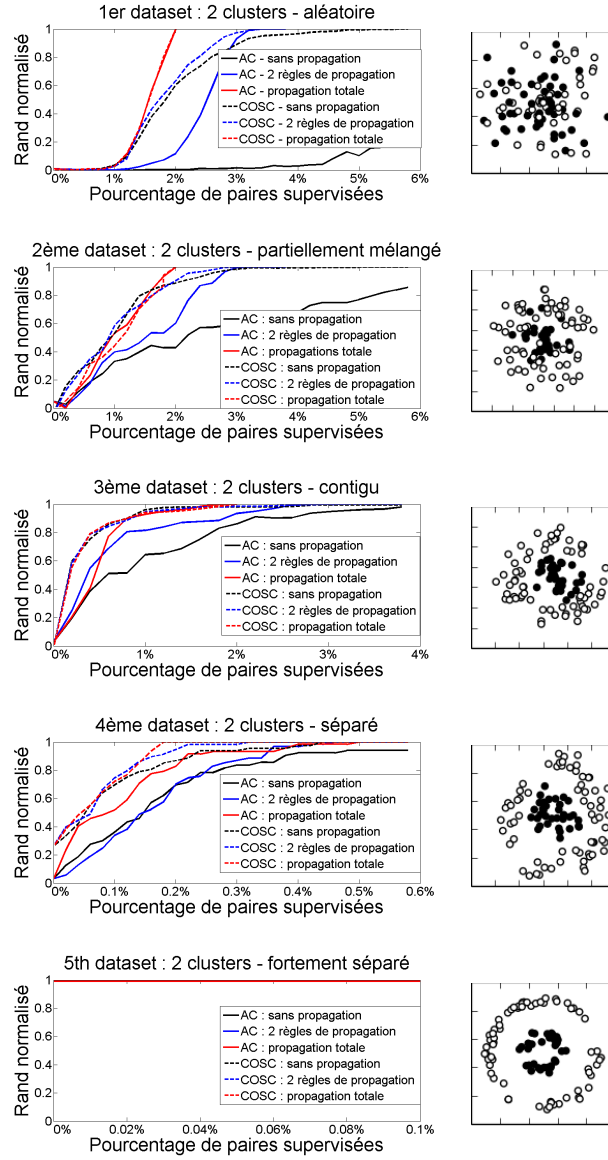 1er dataset : 2 clusters - aléatoire
Rand normalisé
1
0.8
0.6
0.4
0.2
0
0% 1% 2% 3% 4% 5% 6%
AC - sans propagation
AC - 2 règles de propagation
AC - propagation totale
COSC - sans propagation
COSC - 2 règles de propagation
COSC - propagation totale
Pourcentage de paires supervisées
2ème dataset : 2 clusters - partiellement mélangé
Rand normalisé
1
0.8
0.6
0.4
0.2
0
0% 1% 2% 3% 4% 5% 6%
AC : sans propagation
AC : 2 règles de propagation
AC : propagations totale
COSC : sans propagation
COSC : 2 règles de propagation
COSC : propagation totale
Pourcentage de paires supervisées
3ème dataset : 2 clusters - contigu
Rand normalisé
1
0.8
0.6
0.4
0.2
0
0% 1% 2% 3% 4%
AC : sans propagation
AC : 2 règles de propagation
AC : propagation totale
COSC : sans propagation
COSC : 2 règles de propagation
COSC : propagation totale
Pourcentage de paires supervisées
4ème dataset : 2 clusters - séparé
Rand normalisé
1
0.8
0.6
0.4
0.2
0
0% 0.1% 0.2% 0.3% 0.4% 0.5% 0.6%
AC : sans propagation
AC : 2 règles de propagation
AC : propagation totale
COSC : sans propagation
COSC : 2 règles de propagation
COSC : propagation totale
Pourcentage de paires supervisées
5th dataset : 2 clusters - fortement séparé
Rand normalisé
1
0.8
0.6
0.4
0.2
0
0% 0.02% 0.04% 0.06% 0.08% 0.1%
AC : sans propagation
AC : 2 règles de propagation
AC : propagation totale
COSC : sans propagation
COSC : 2 règles de propagation
COSC : propagation totale
Pourcentage de paires supervisées